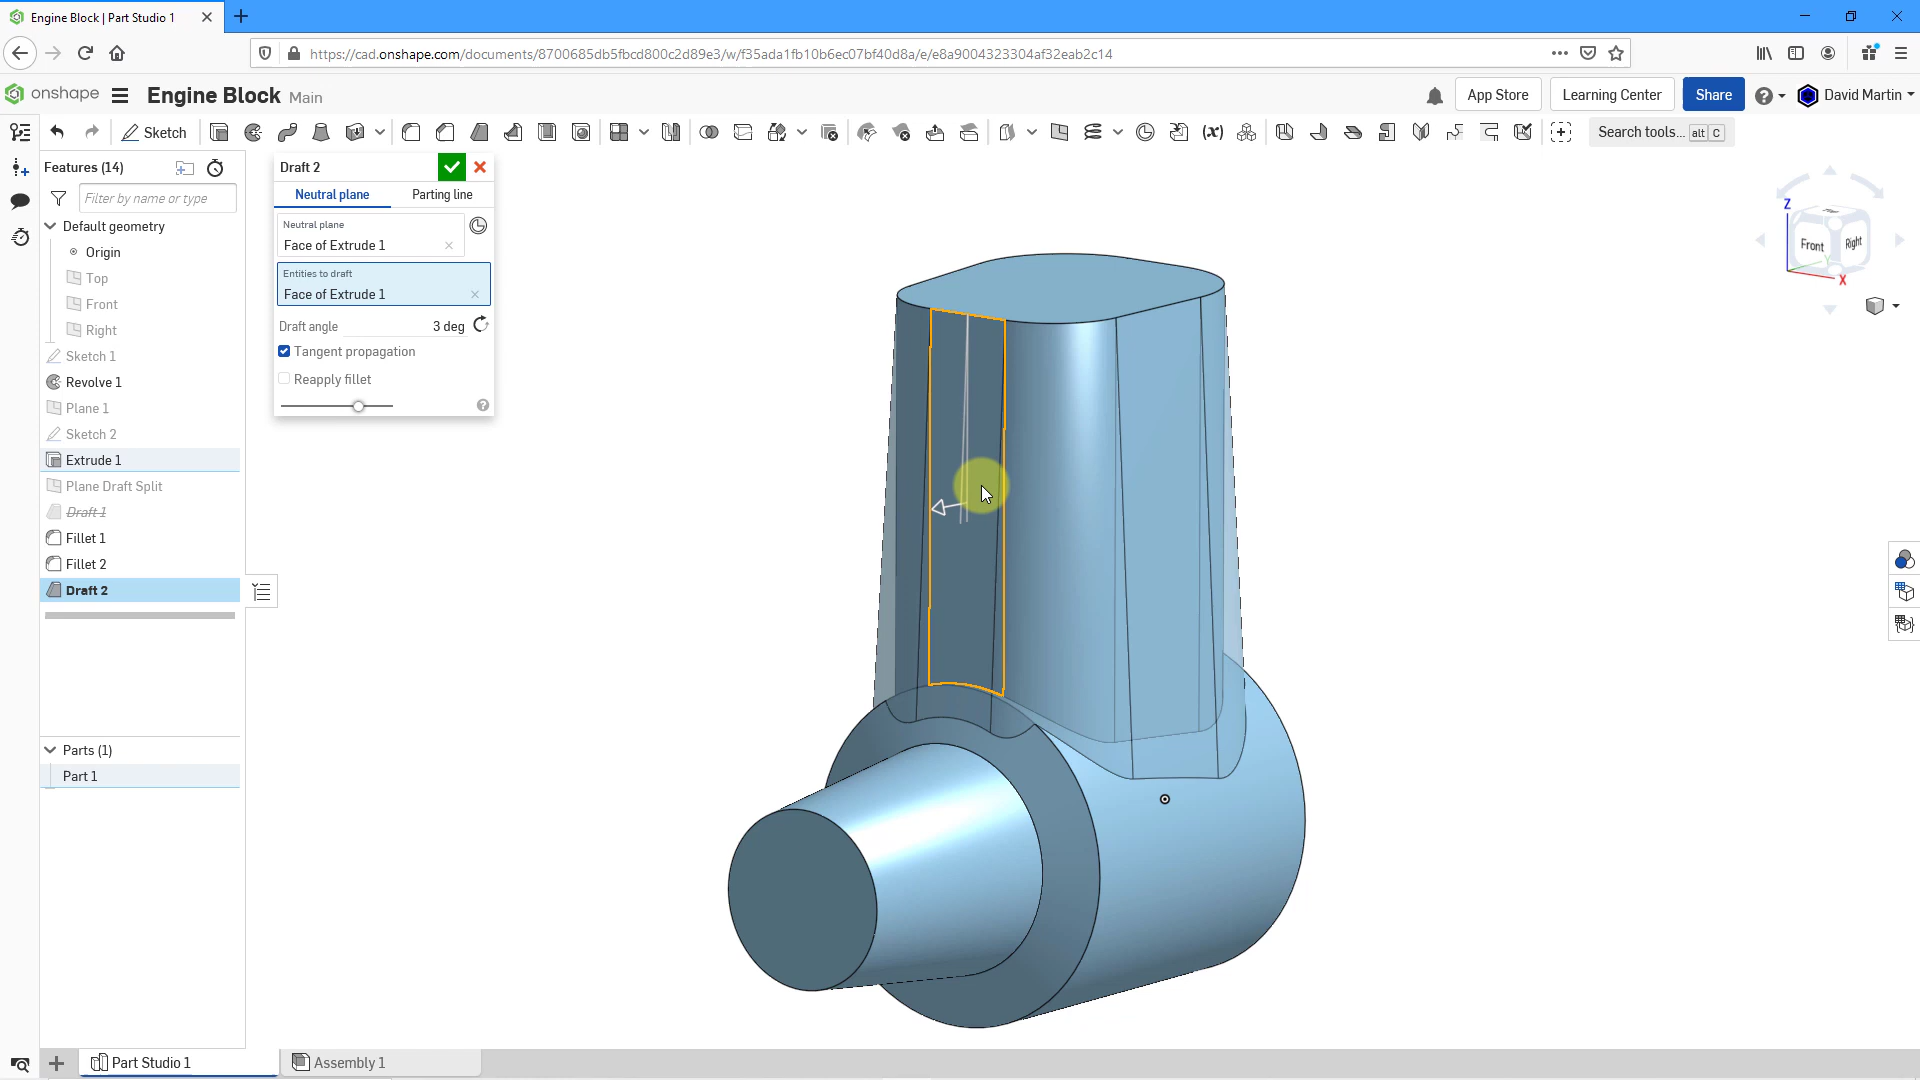 Engine Block | Part Studio 1
https://cad.onshape.com/documents/8700685db5fbcd800c2d89e3/w/f35ada1fb10b6ec07bf40d8a/e/e8a9004323304af32eab2c14
onshape Engine Block Main App Store Learning Center Share David Martin
Sketch Search tools... alt C
Features (14)
Filter by name or type
Default geometry
Origin
Top
Front
Right
Sketch 1
Revolve 1
Plane 1
Sketch 2
Extrude 1
Plane Draft Split
Draft 1
Fillet 1
Fillet 2
Draft 2
Parts (1)
Part 1
Draft 2
Neutral plane Parting line
Neutral plane
Face of Extrude 1
Entities to draft
Face of Extrude 1
Draft angle 3 deg
Tangent propagation
Reapply fillet
Z
Front Right
X
Part Studio 1 Assembly 1